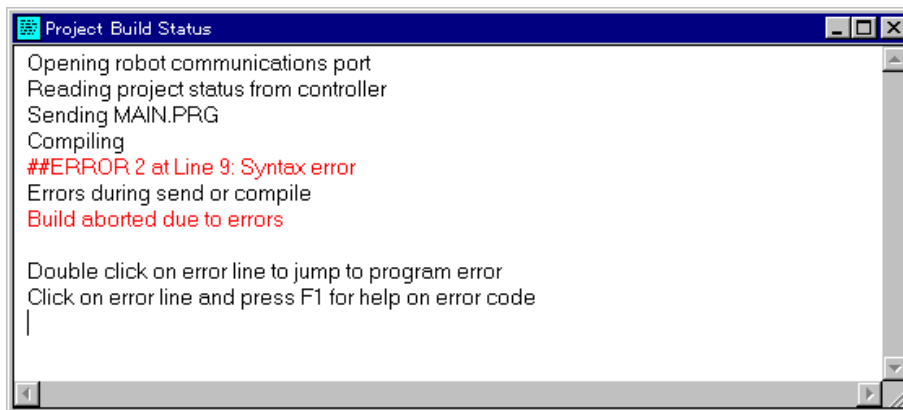 Project Build Status
Opening robot communications port
Reading project status from controller
Sending MAIN.PRG
Compiling
##ERROR 2 at Line 9: Syntax error
Errors during send or compile
Build aborted due to errors
Double click on error line to jump to program error
Click on error line and press F1 for help on error code